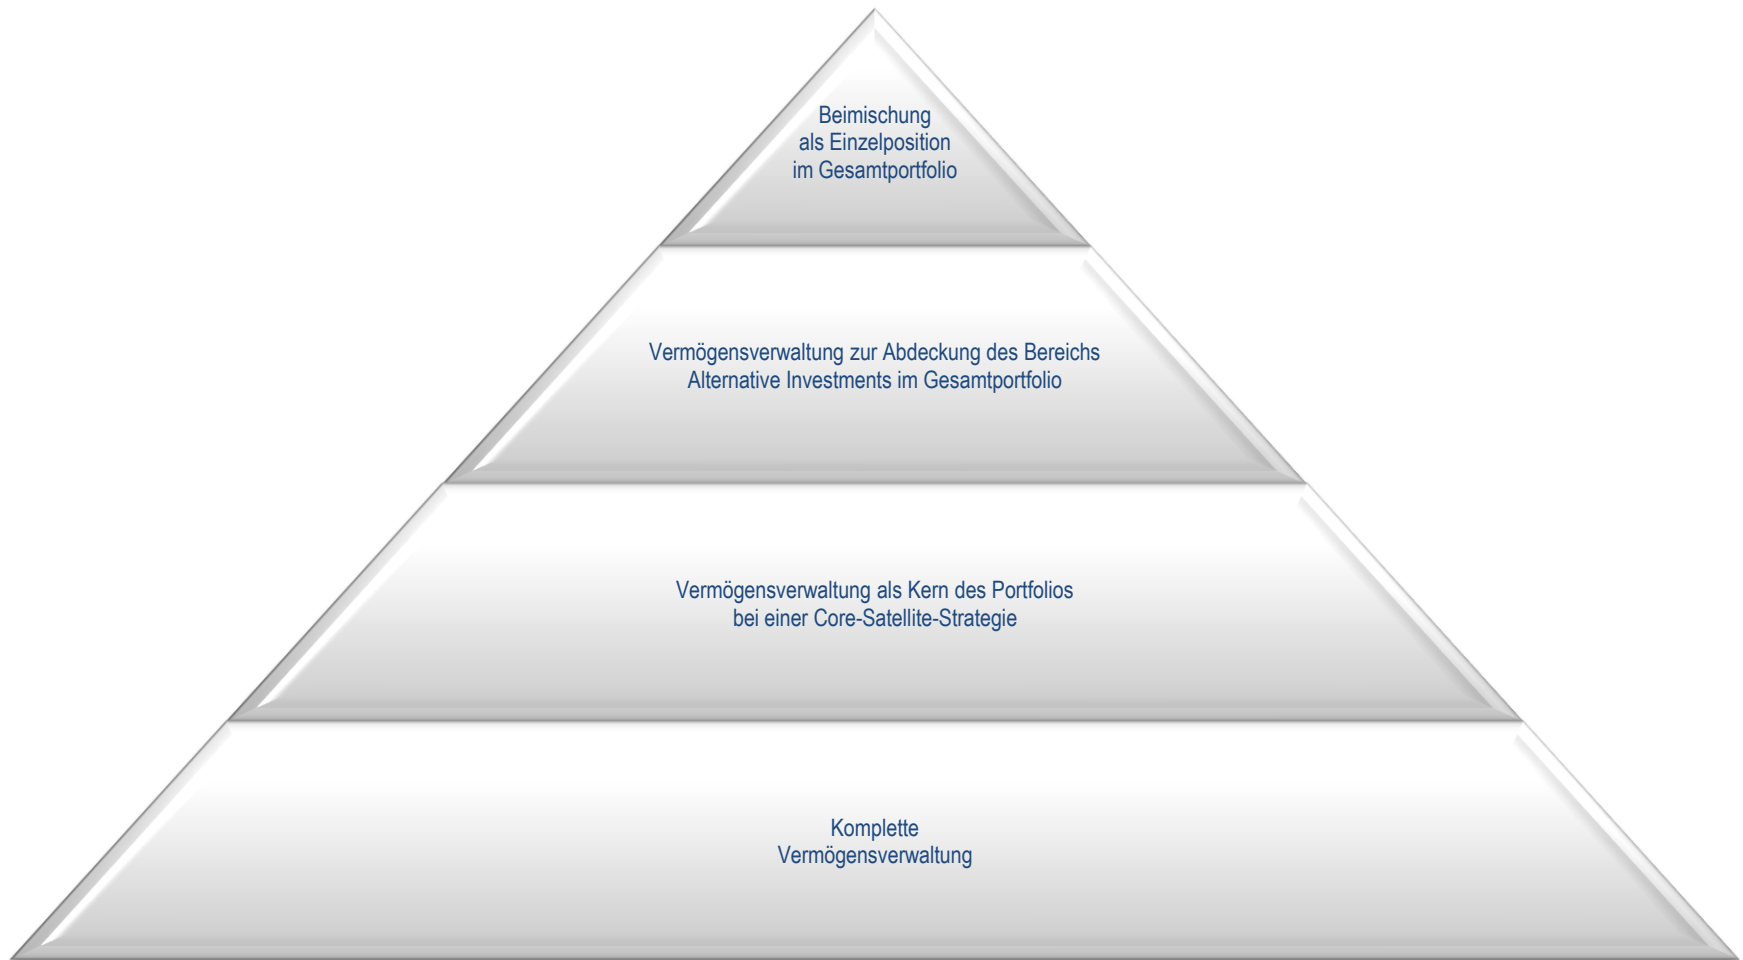 Beimischung
als Einzelposition
im Gesamtportfolio
Vermögensverwaltung zur Abdeckung des Bereichs
Alternative Investments im Gesamtportfolio
Vermögensverwaltung als Kern des Portfolios
bei einer Core-Satellite-Strategie
Komplette
Vermögensverwaltung